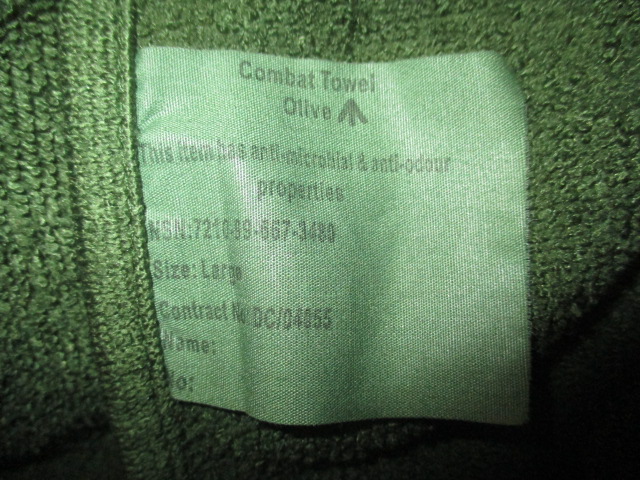 Combat Towel
Olive
This item has anti-microbial & anti-odour
properties
NSN:7210-99-667-3480
Size: Large
Contract No DC/04855
Name:
No: